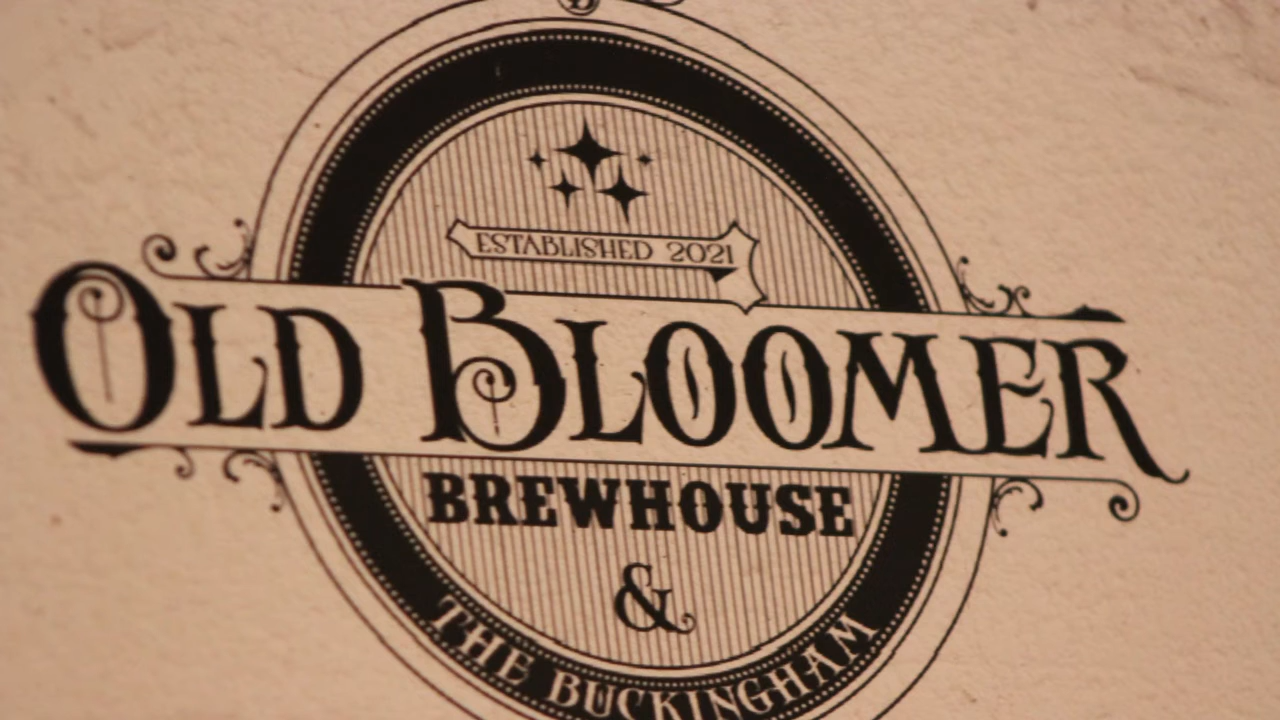 ESTABLISHED 2021
OLD BLOOMER
BREWHOUSE
&
THE BUCKINGHAM